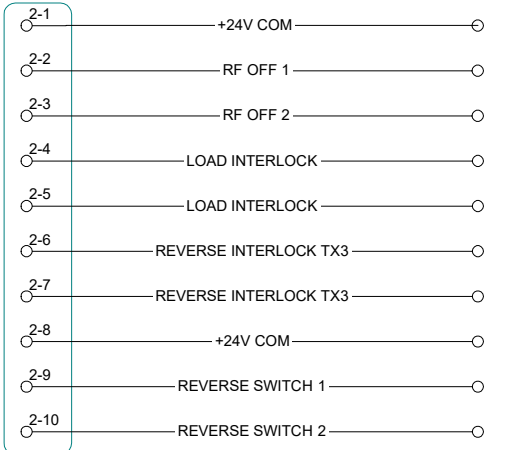 2-1 +24V COM
2-2 RF OFF 1
2-3 RF OFF 2
2-4 LOAD INTERLOCK
2-5 LOAD INTERLOCK
2-6 REVERSE INTERLOCK TX3
2-7 REVERSE INTERLOCK TX3
2-8 +24V COM
2-9 REVERSE SWITCH 1
2-10 REVERSE SWITCH 2